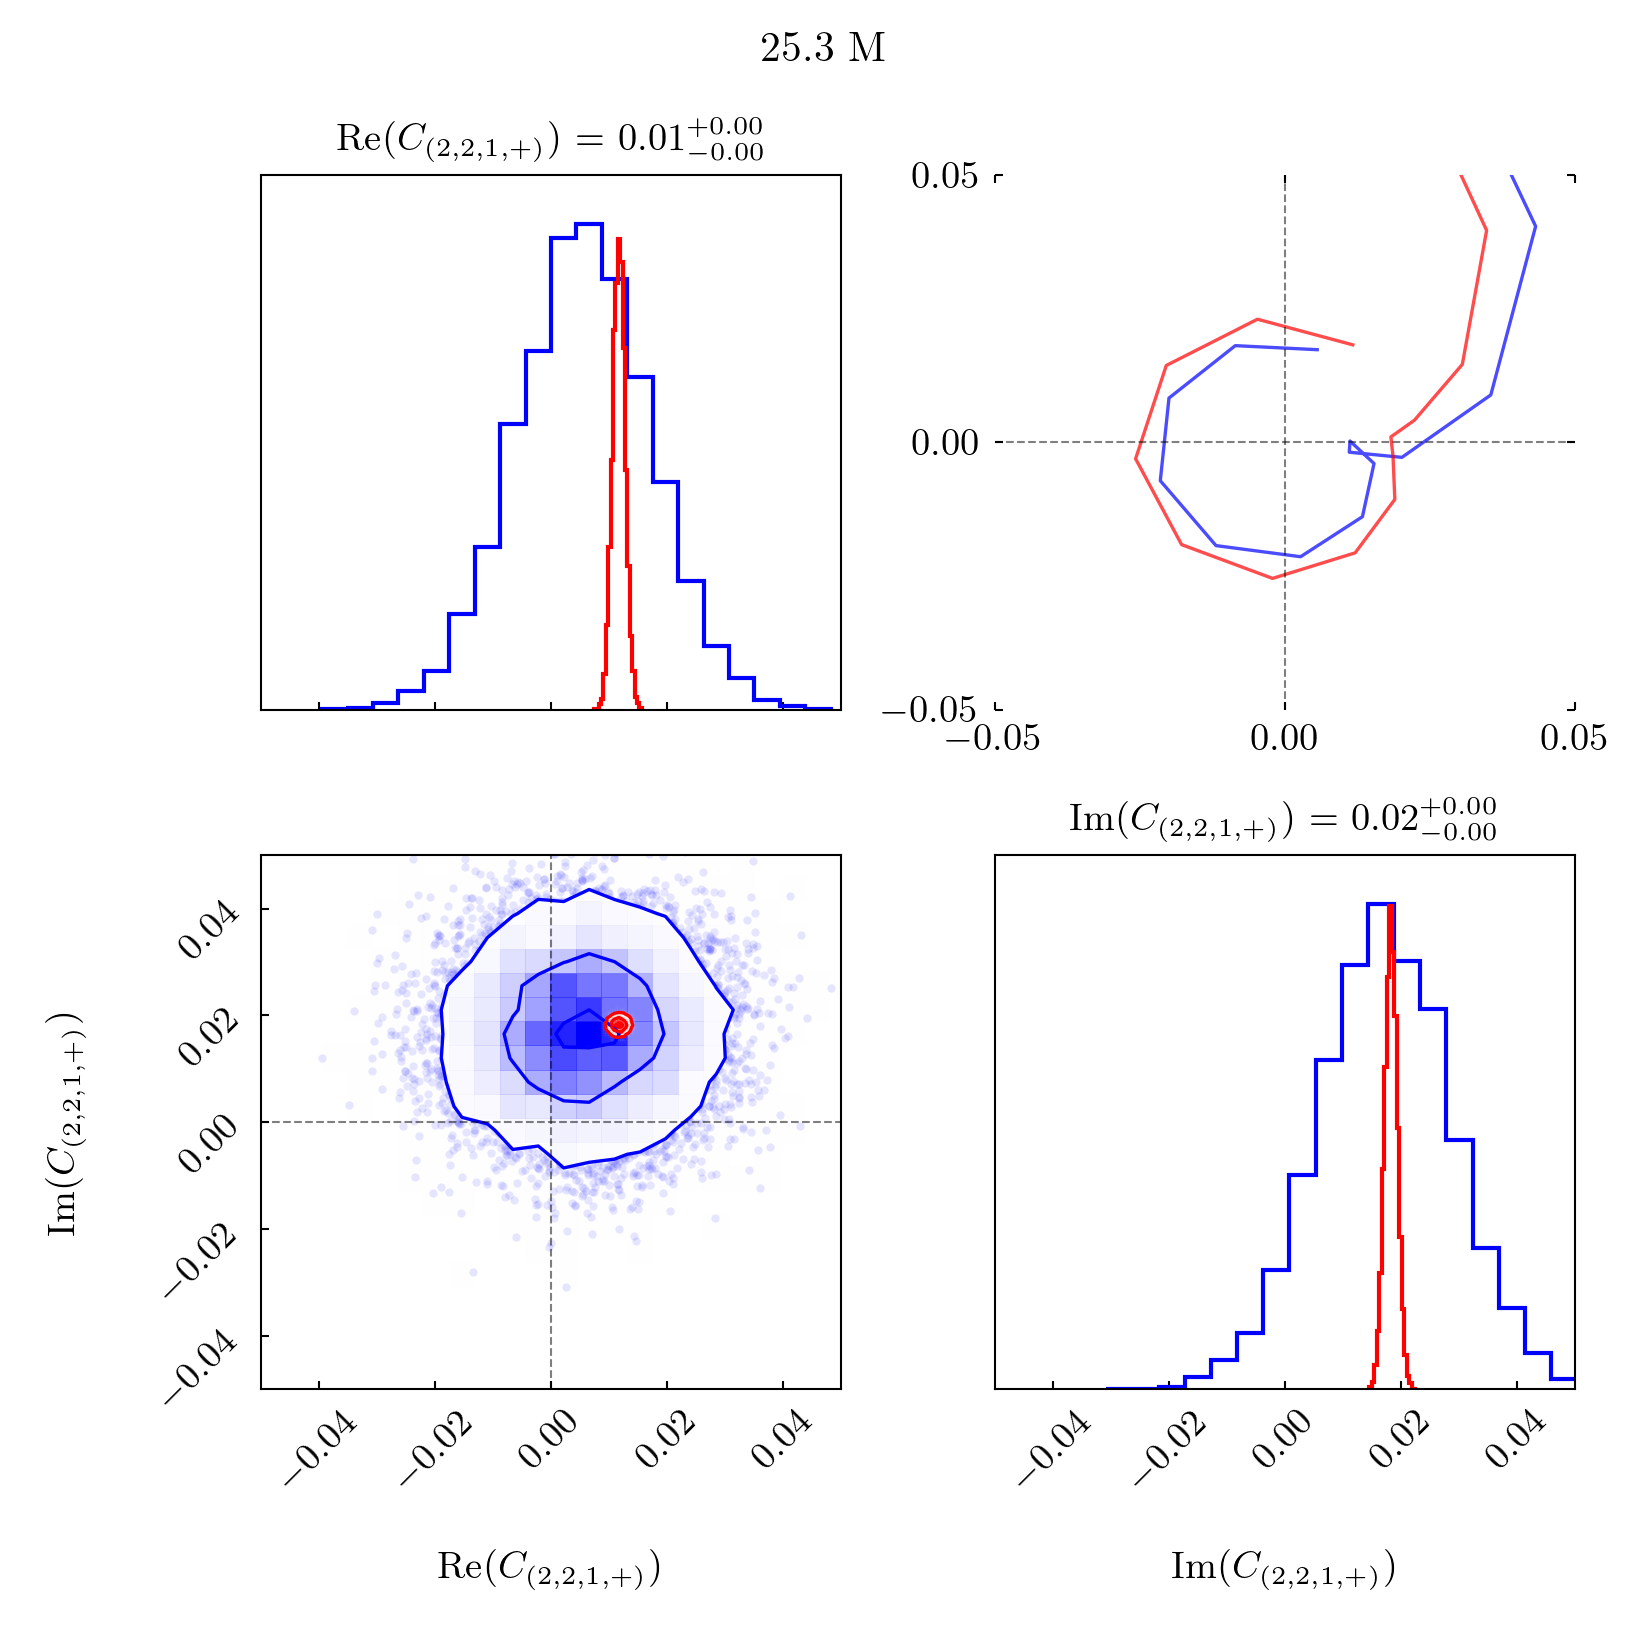 25.3 M
Re(C₍₂,₂,₁,₊₎) = 0.01⁺⁰·⁰⁰₋₀.₀₀
0.05
0.00
−0.05
−0.05 0.00 0.05
Im(C₍₂,₂,₁,₊₎) = 0.02⁺⁰·⁰⁰₋₀.₀₀
Im(C₍₂,₂,₁,₊₎)
0.04
0.02
0.00
−0.02
−0.04
−0.04 −0.02 0.00 0.02 0.04
Re(C₍₂,₂,₁,₊₎)
−0.04 −0.02 0.00 0.02 0.04
Im(C₍₂,₂,₁,₊₎)